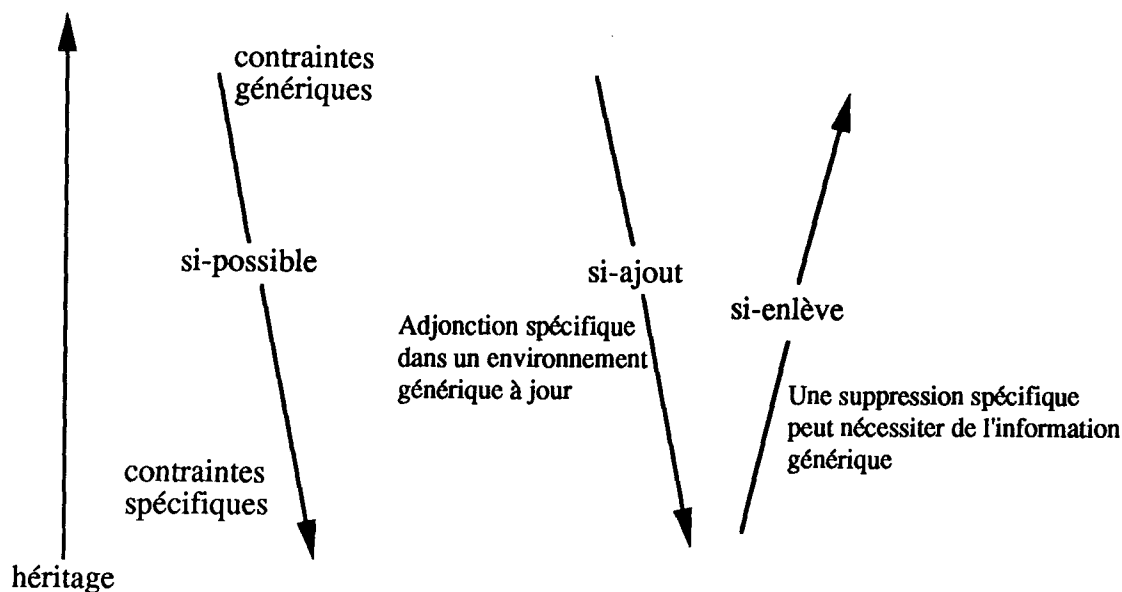 contraintes
génériques
si-possible
contraintes
spécifiques
héritage
si-ajout
Adjonction spécifique
dans un environnement
générique à jour
si-enlève
Une suppression spécifique
peut nécessiter de l'information
générique